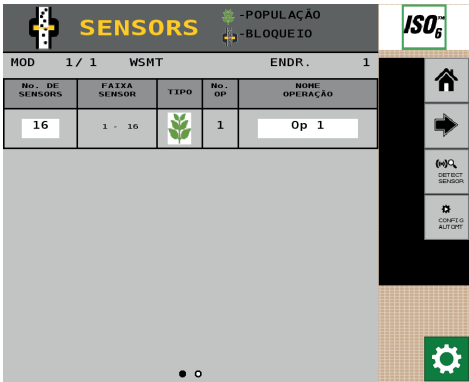 SENSORS
-POPULAÇÃO
-BLOQUEIO
ISO™
6
MOD 1/ 1 WSMT ENDR. 1
No. DE SENSORS
FAIXA SENSOR
TIPO
No. OP
NOME OPERAÇÃO
16
1 - 16
1
Op 1
DETECT
SENSOR
CONFIG
AUTOMT